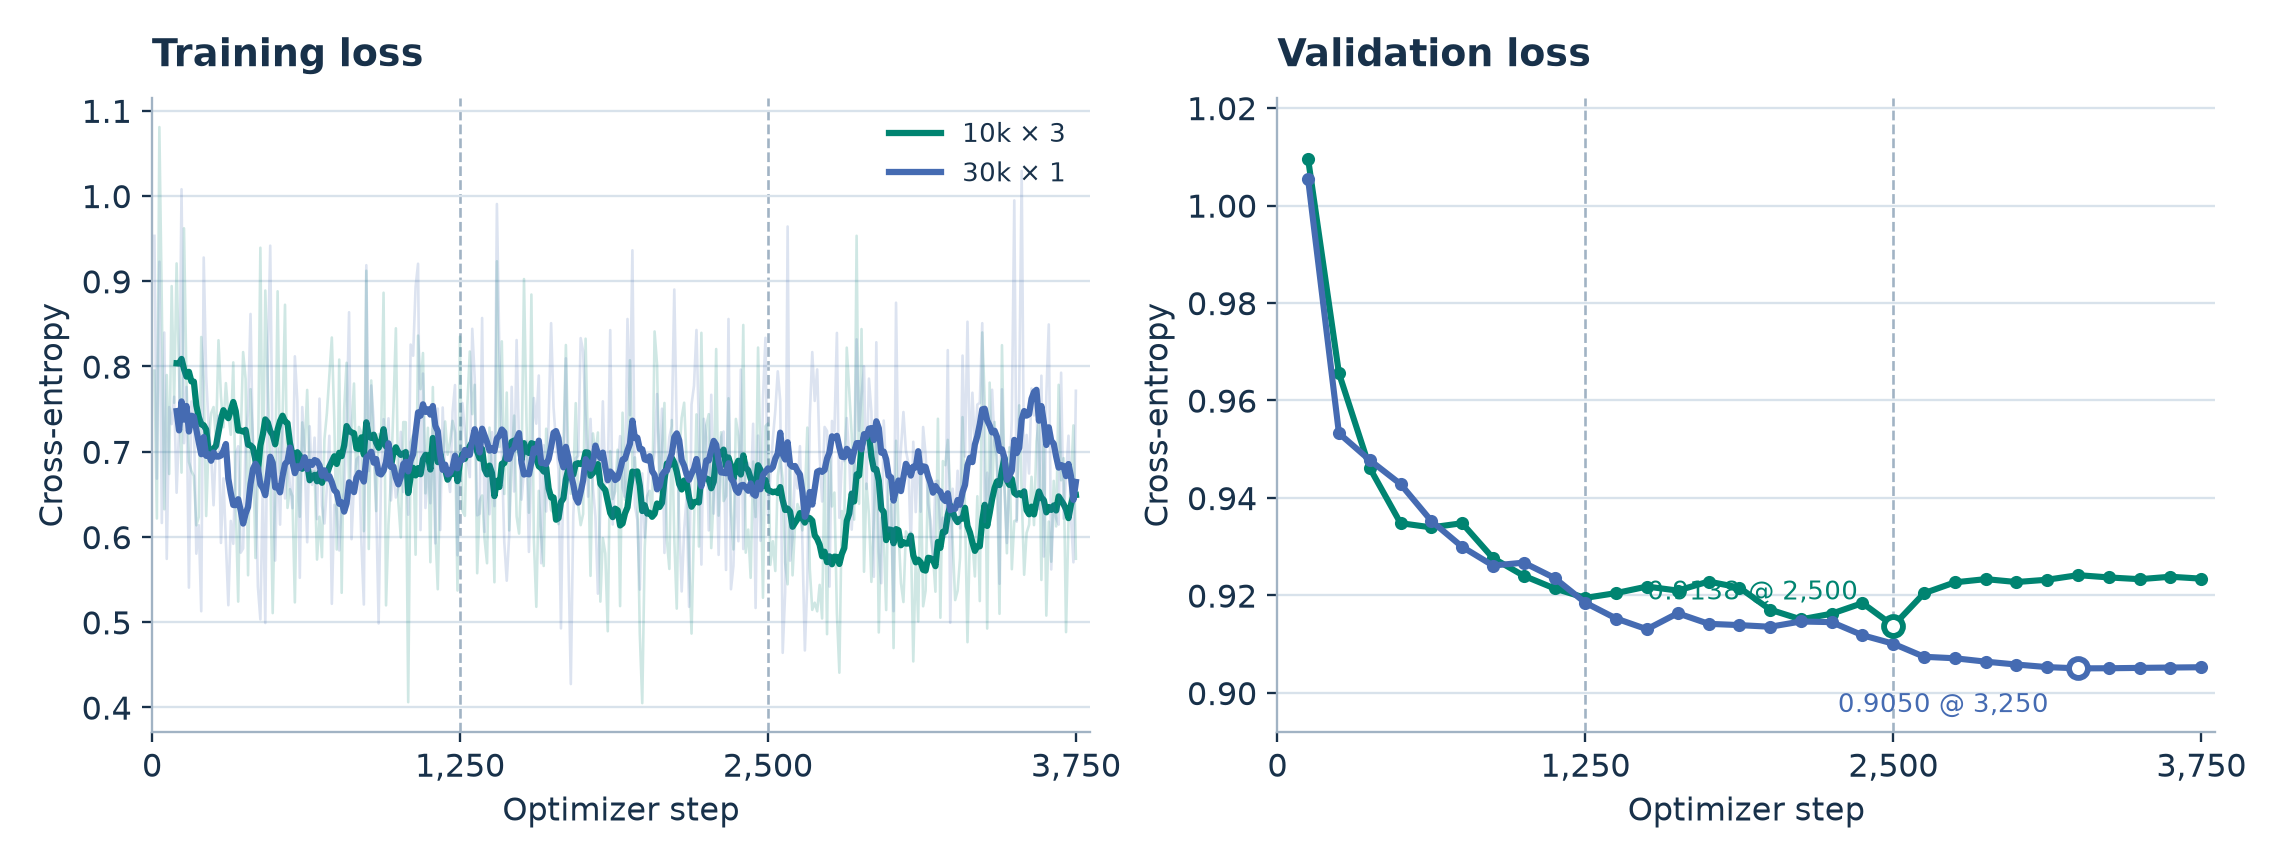 Training loss
Cross-entropy
1.1
1.0
0.9
0.8
0.7
0.6
0.5
0.4
10k × 3
30k × 1
0
1,250
2,500
3,750
Optimizer step
Validation loss
Cross-entropy
1.02
1.00
0.98
0.96
0.94
0.92
0.90
0.9138 @ 2,500
0.9050 @ 3,250
0
1,250
2,500
3,750
Optimizer step